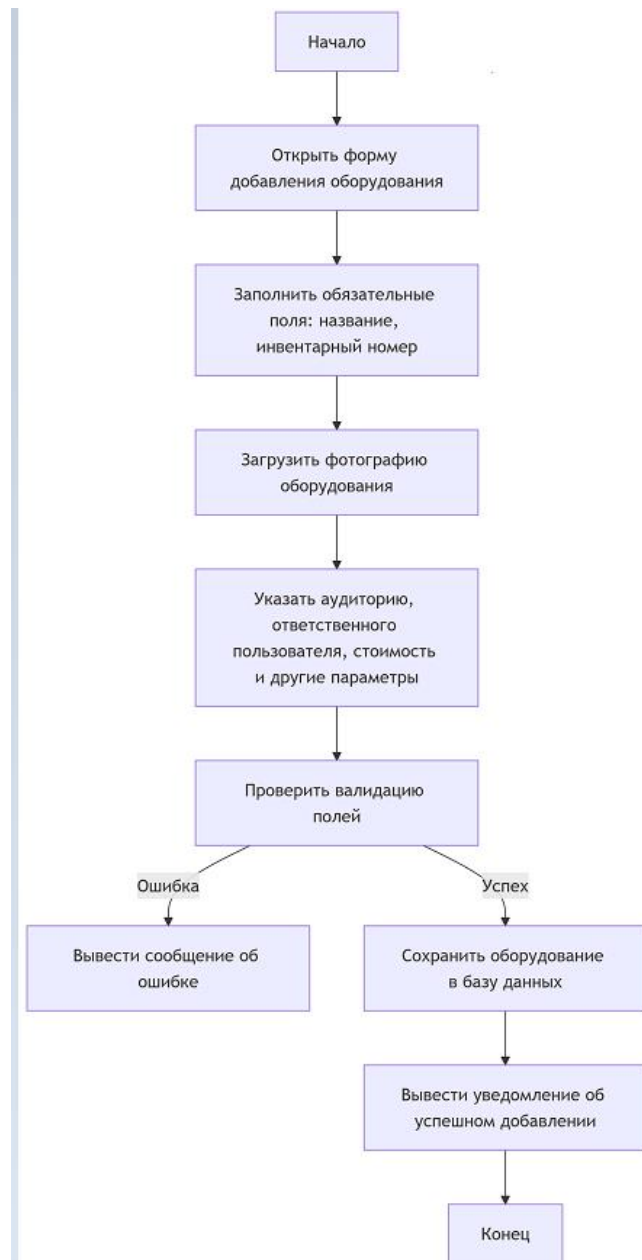 Начало
Открыть форму
добавления оборудования
Заполнить обязательные
поля: название,
инвентарный номер
Загрузить фотографию
оборудования
Указать аудиторию,
ответственного
пользователя, стоимость
и другие параметры
Проверить валидацию
полей
Ошибка
Успех
Вывести сообщение об
ошибке
Сохранить оборудование
в базу данных
Вывести уведомление об
успешном добавлении
Конец